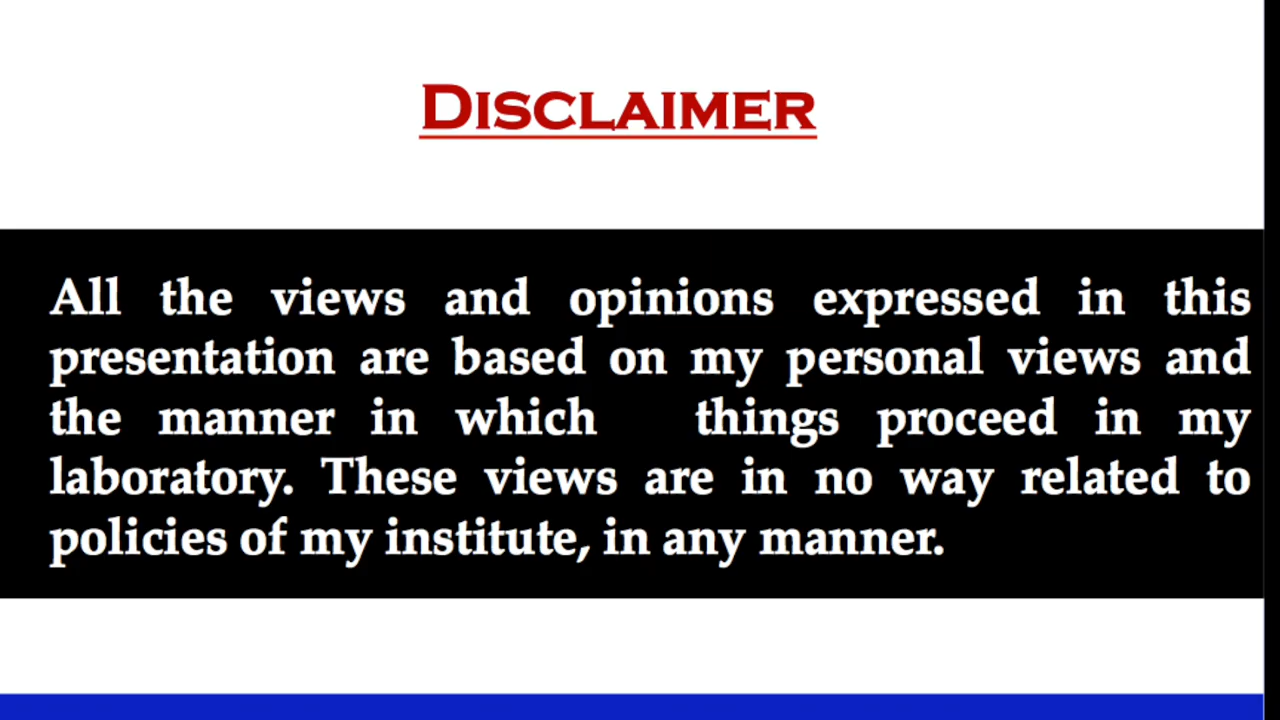 DISCLAIMER
All the views and opinions expressed in this
presentation are based on my personal views and
the manner in which things proceed in my
laboratory. These views are in no way related to
policies of my institute, in any manner.